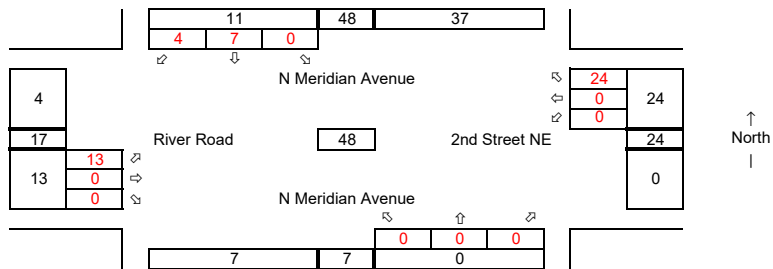 11 48 37
4 7 0
⬃ ⇩ ⬂
N Meridian Avenue
⬁ 24
4 ⇦ 0 24
⬃ 0
17 River Road 48 2nd Street NE 24
13 ⬀
13 0 ⇨ 0
0 ⬂
N Meridian Avenue
⬁ ⇧ ⬀
0 0 0
7 7 0
↑
North
|